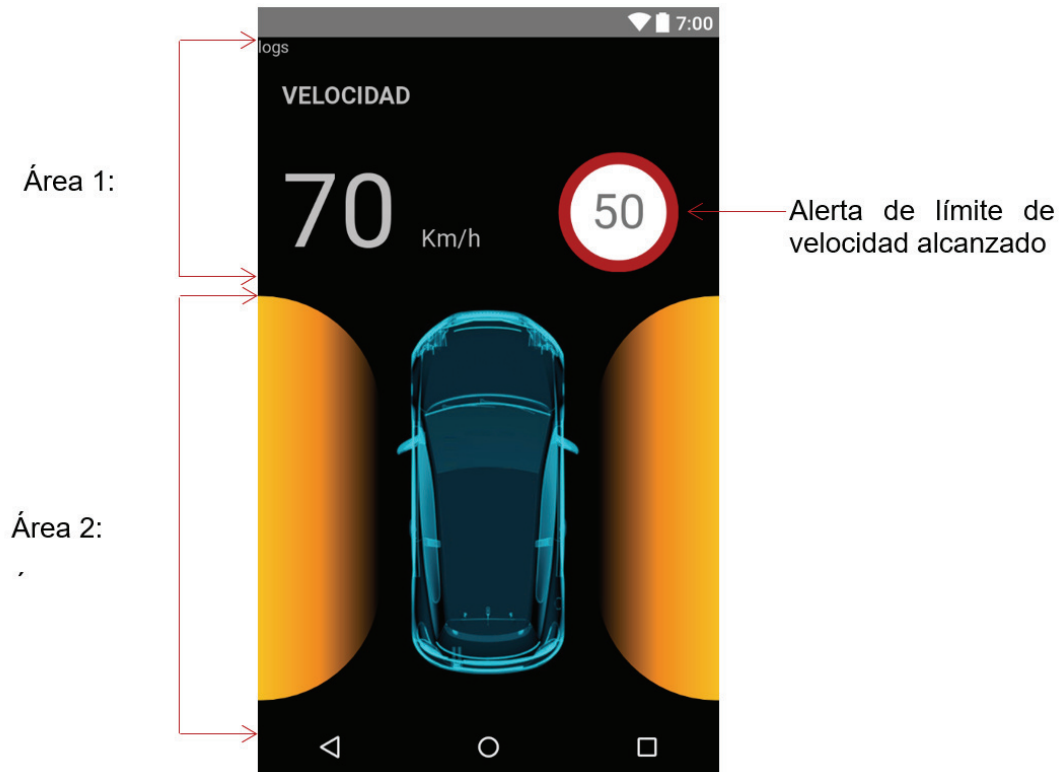 7:00
logs
VELOCIDAD
Área 1:
70 Km/h
50
Alerta de límite de
velocidad alcanzado
Área 2: